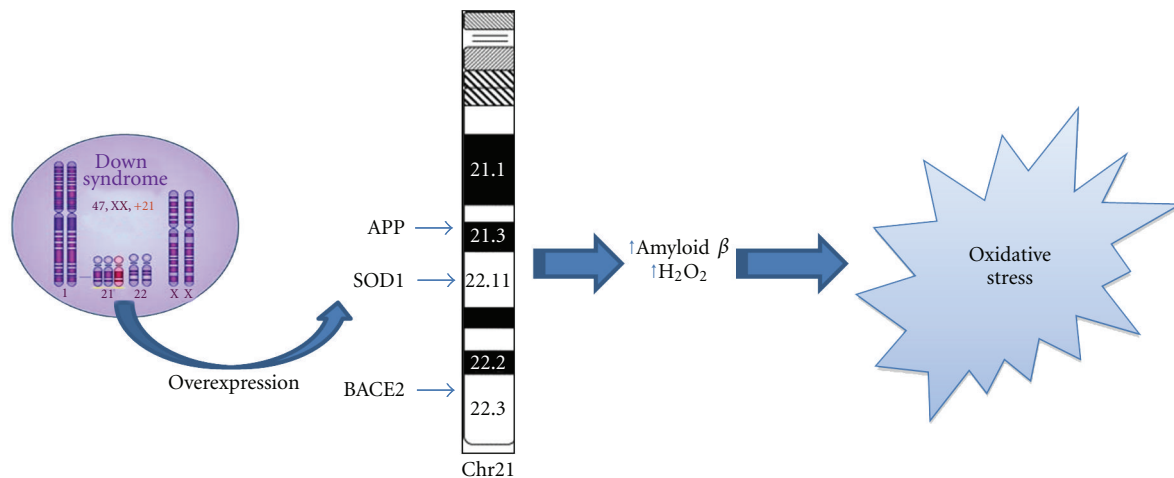 Down
syndrome
47, XX, +21
1
21
22
X X
Overexpression
APP
SOD1
BACE2
21.1
21.3
22.11
22.2
22.3
Chr21
↑Amyloid β
↑H₂O₂
Oxidative
stress